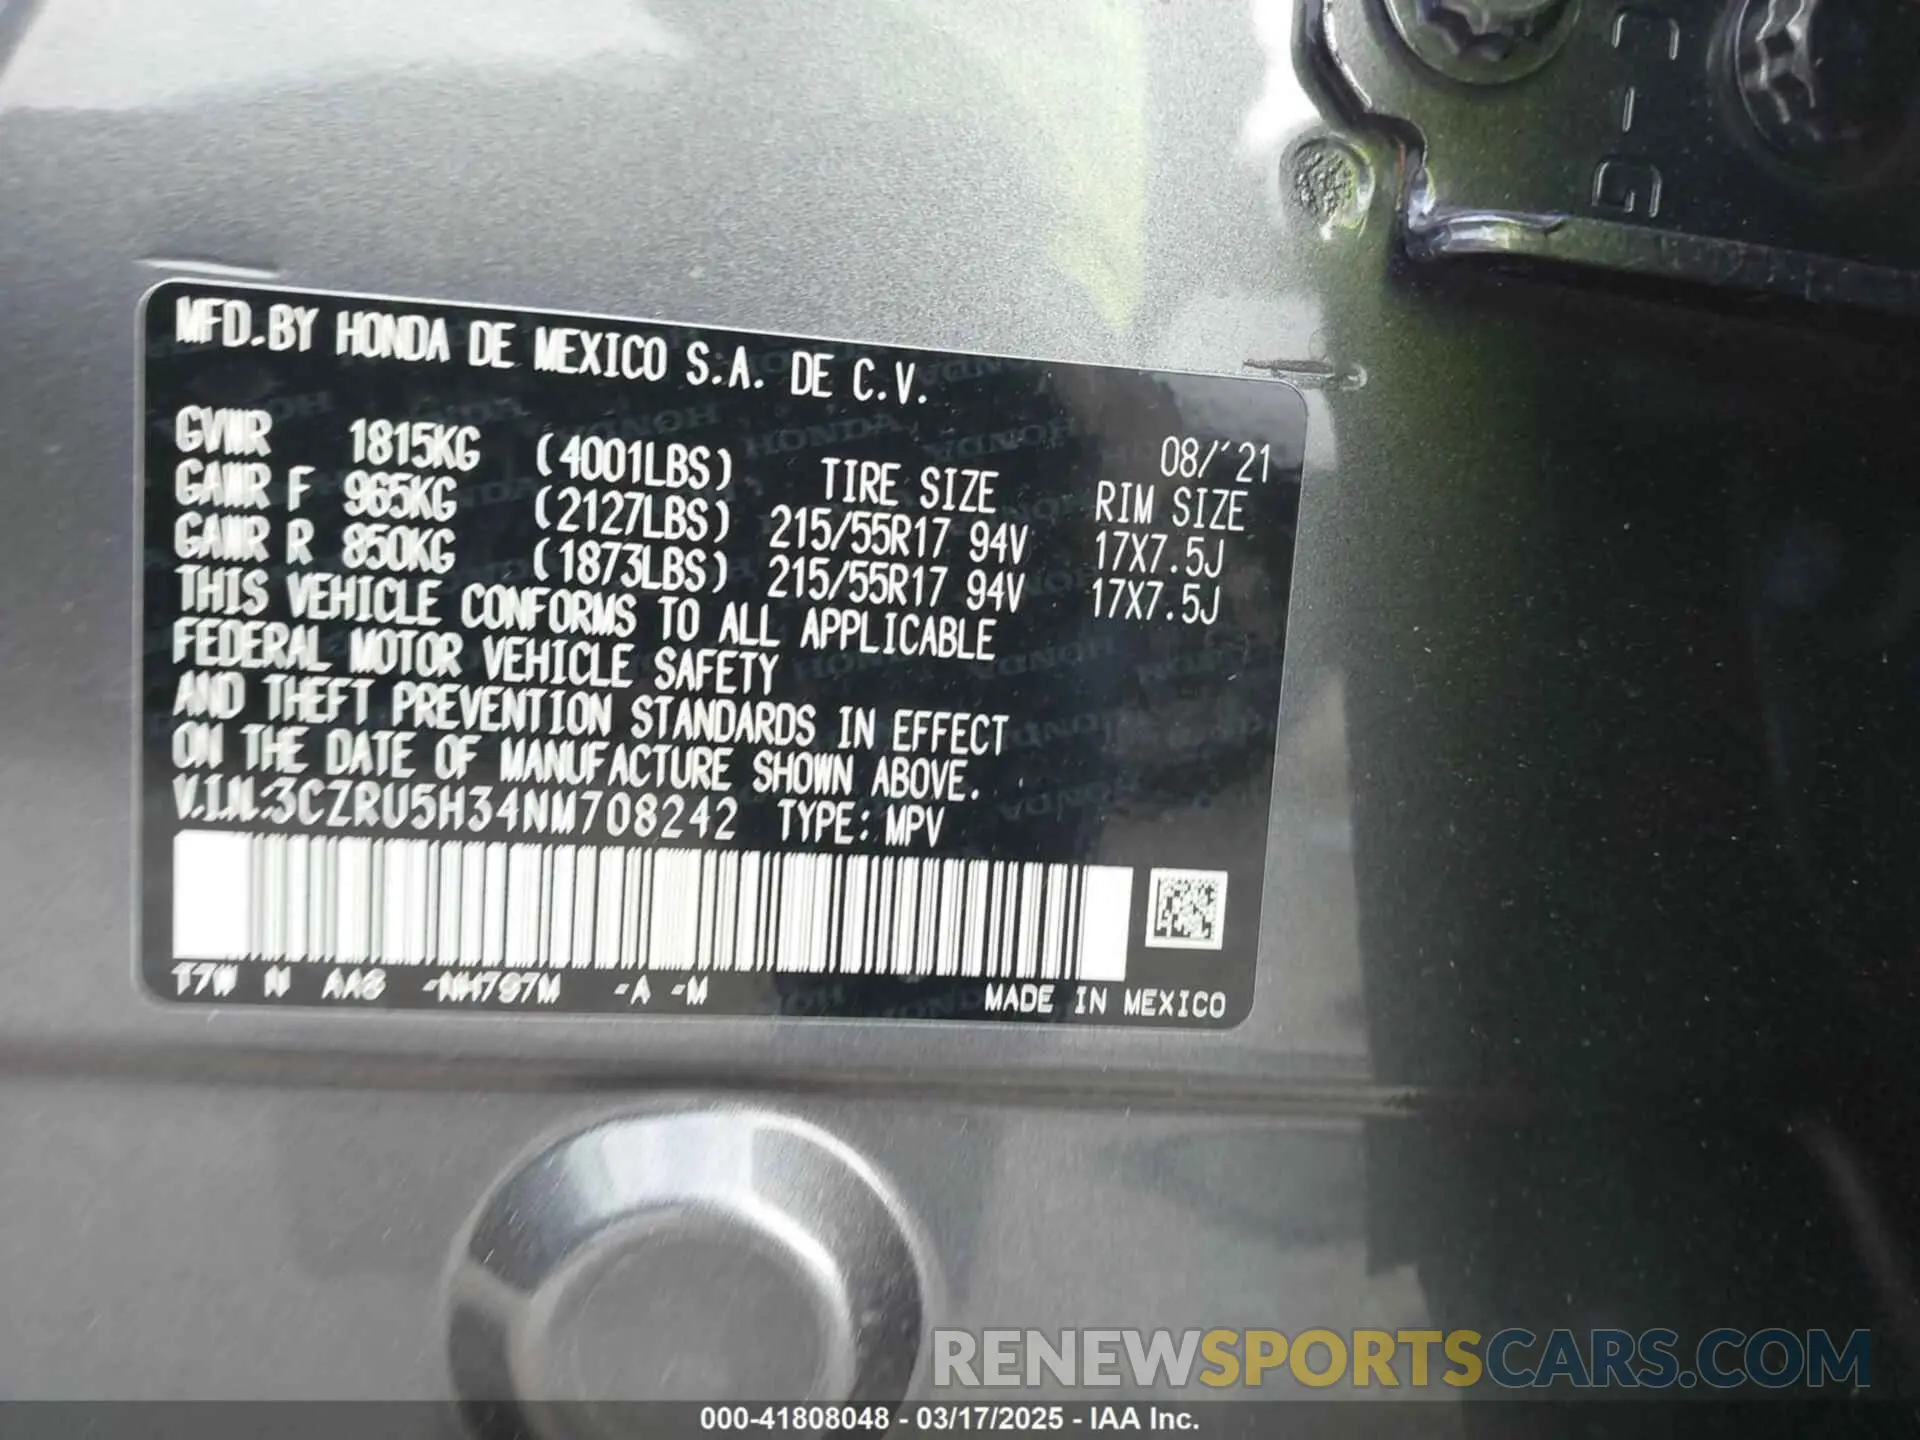 MFD.BY HONDA DE MEXICO S.A. DE C.V.
08/´21
GVWR 1815KG (4001LBS) TIRE SIZE RIM SIZE
GAWR F 965KG (2127LBS) 215/55R17 94V 17X7.5J
GAWR R 850KG (1873LBS) 215/55R17 94V 17X7.5J
THIS VEHICLE CONFORMS TO ALL APPLICABLE
FEDERAL MOTOR VEHICLE SAFETY
AND THEFT PREVENTION STANDARDS IN EFFECT
ON THE DATE OF MANUFACTURE SHOWN ABOVE.
V.I.N.3CZRU5H34NM708242 TYPE: MPV
T7W N AA8 -NH797M -A -M
MADE IN MEXICO
RENEWSPORTSCARS.COM
000-41808048 - 03/17/2025 - IAA Inc.